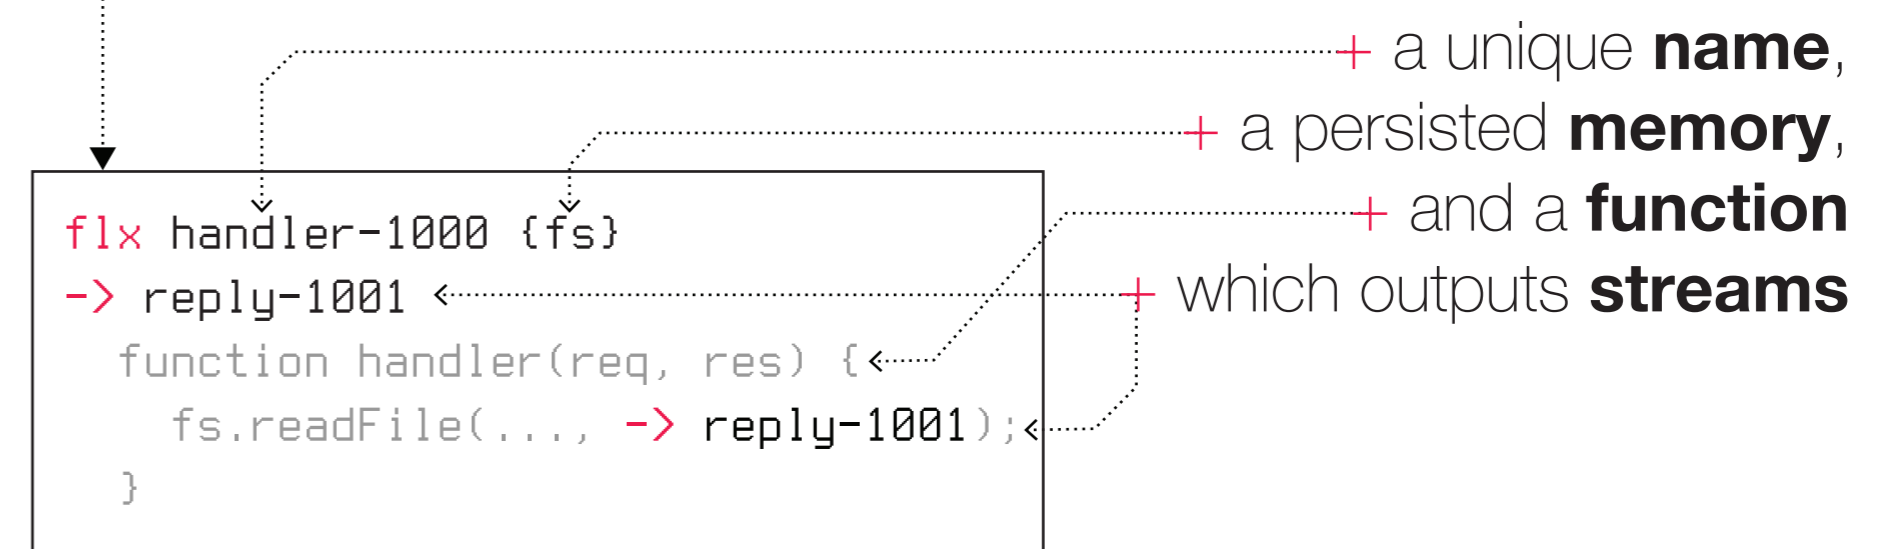 + a unique name,
+ a persisted memory,
+ and a function
+ which outputs streams
flx handler-1000 {fs}
-> reply-1001
function handler(req, res) {
fs.readFile(..., -> reply-1001);
}